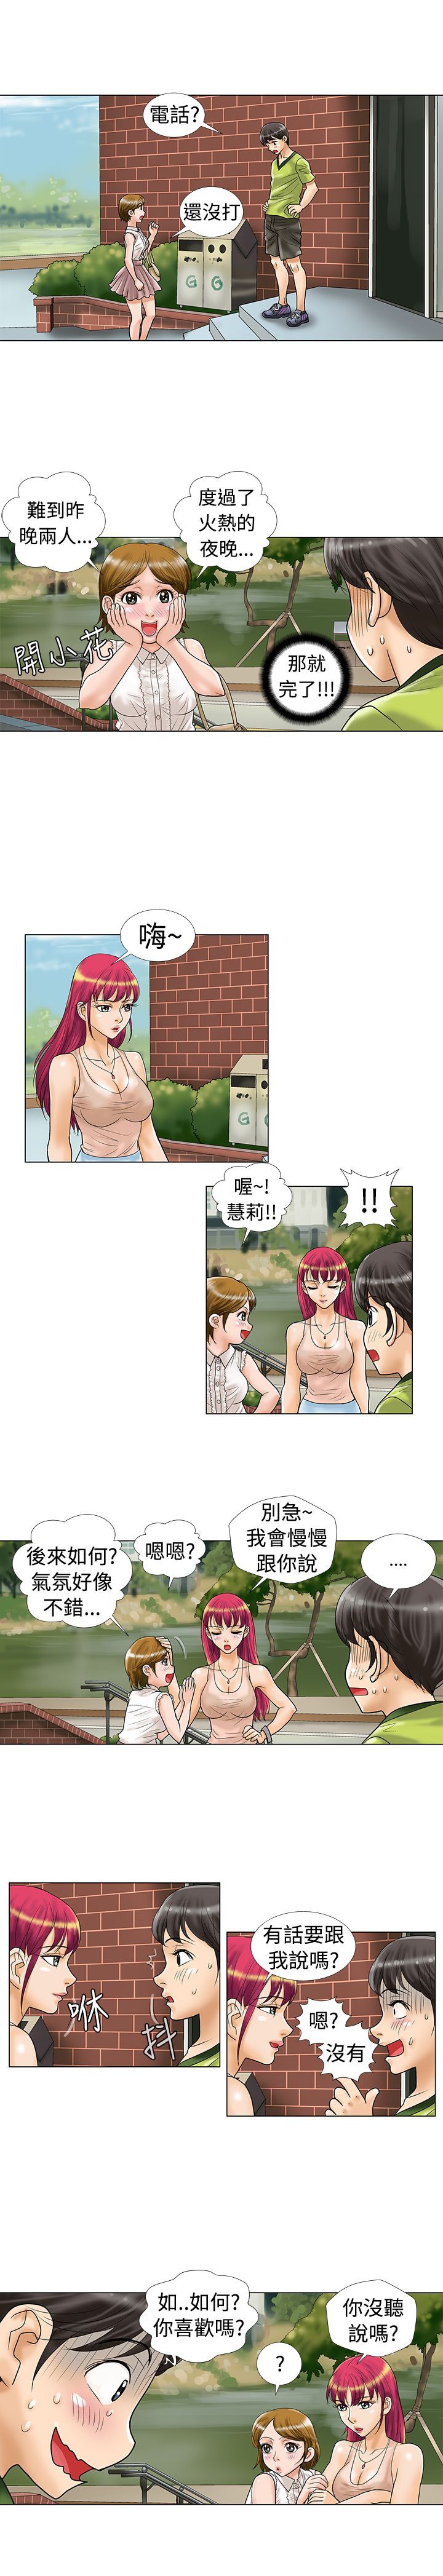 電話?
還沒打
G G
難到昨
晚兩人...
度過了
火熱的
夜晚...
開小花
那就
完了!!!
嗨~
喔~!
慧莉!!
!!
後來如何?
氣氛好像
不錯...
嗯嗯?
別急~
我會慢慢
跟你說
....
咻
抖
有話要跟
我說嗎?
嗯?
沒有
如..如何?
你喜歡嗎?
?
你沒聽
說嗎?